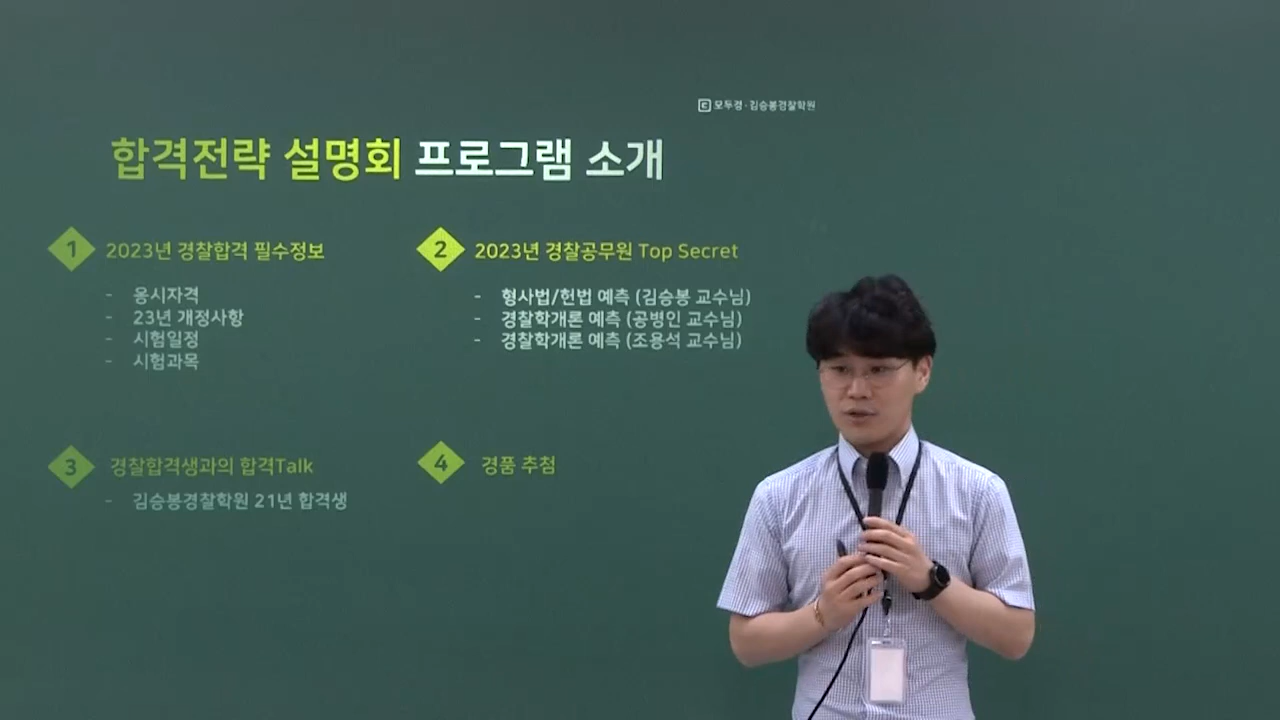 모두경·김승봉경찰학원
합격전략 설명회 프로그램 소개
1 2023년 경찰합격 필수정보
- 응시자격
- 23년 개정사항
- 시험일정
- 시험과목
2 2023년 경찰공무원 Top Secret
- 형사법/헌법 예측 (김승봉 교수님)
- 경찰학개론 예측 (공병인 교수님)
- 경찰학개론 예측 (조용석 교수님)
3 경찰합격생과의 합격Talk
- 김승봉경찰학원 21년 합격생
4 경품 추첨